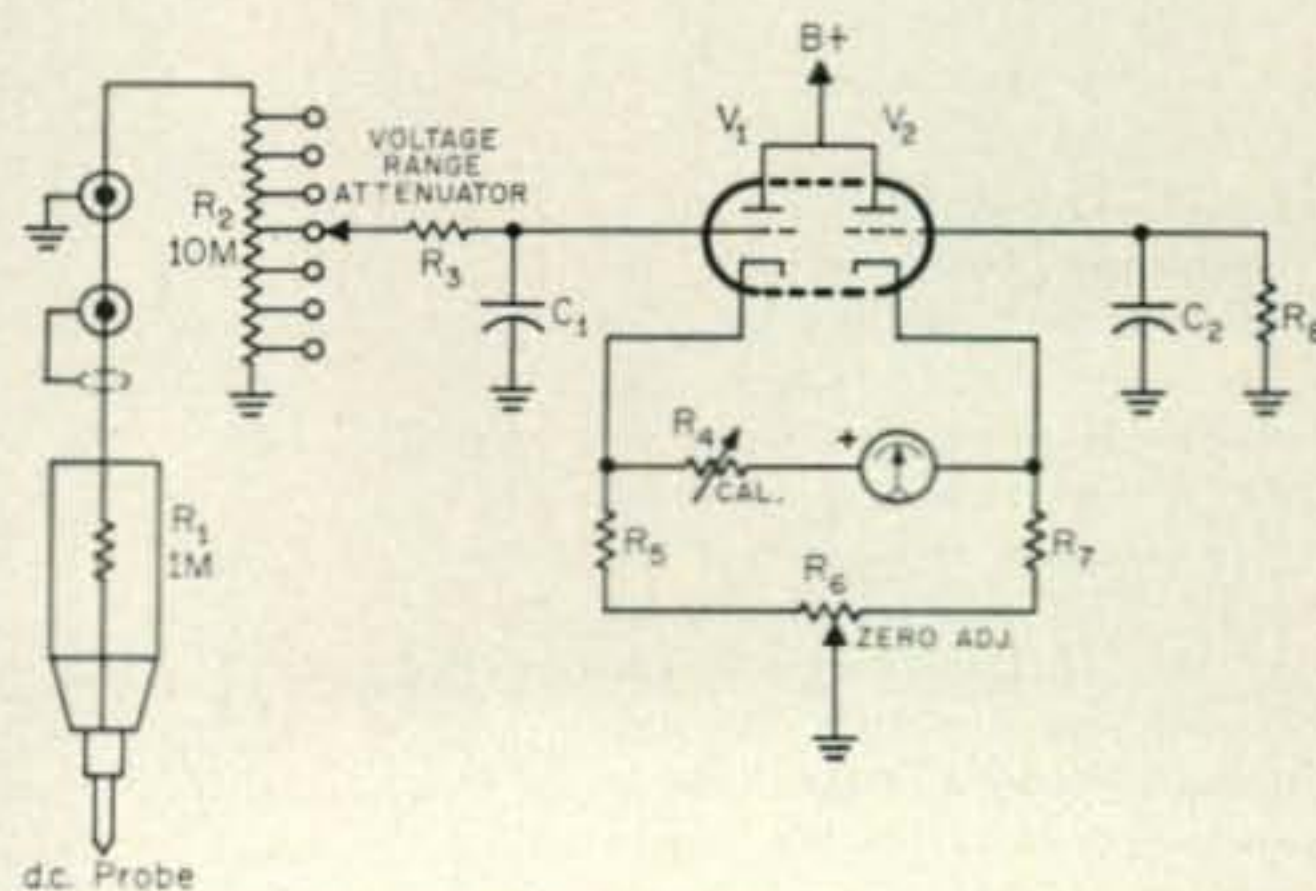 B+
V1
V2
VOLTAGE
RANGE
ATTENUATOR
R2
10M
R3
C1
C2
R4
+
CAL.
R1
1M
R5
R6
R7
ZERO ADJ.
d.c. Probe